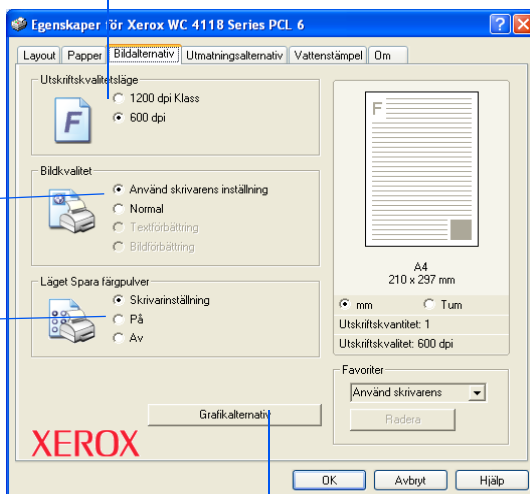 Egenskaper för Xerox WC 4118 Series PCL 6
Layout Papper Bildalternativ Utmatningsalternativ Vattenstämpel Om
Utskriftskvalitetsläge
1200 dpi Klass
600 dpi
Bildkvalitet
Använd skrivarens inställning
Normal
Textförbättring
Bildförbättring
Läget Spara färgpulver
Skrivarinställning
På
Av
Grafikalternativ
XEROX
F
F
A4
210 x 297 mm
mm Tum
Utskriftskvantitet: 1
Utskriftskvalitet: 600 dpi
Favoriter
Använd skrivarens
Radera
OK Avbryt Hjälp